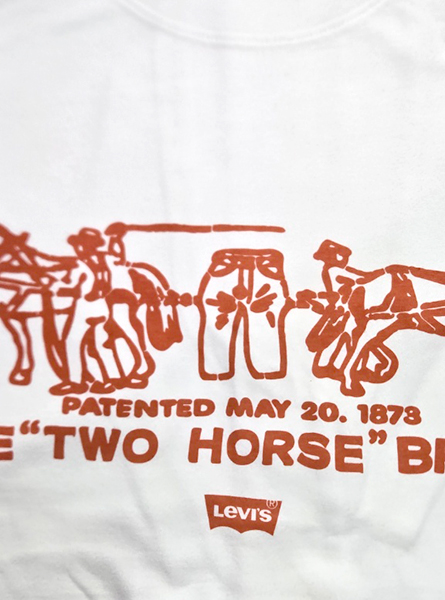 PATENTED MAY 20. 1873
E "TWO HORSE" B
Levi's®